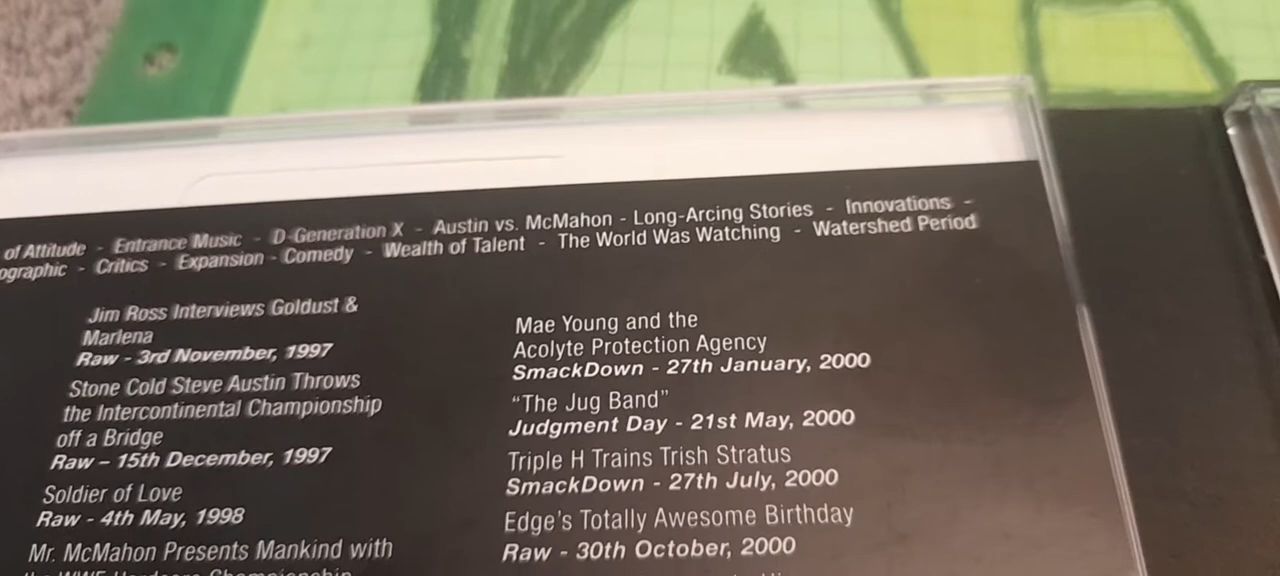 of Attitude - Entrance Music - D-Generation X - Austin vs. McMahon - Long-Arcing Stories - Innovations -
ographic - Critics - Expansion - Comedy - Wealth of Talent - The World Was Watching - Watershed Period
Jim Ross Interviews Goldust &
Marlena
Raw - 3rd November, 1997
Stone Cold Steve Austin Throws
the Intercontinental Championship
off a Bridge
Raw – 15th December, 1997
Soldier of Love
Raw - 4th May, 1998
Mr. McMahon Presents Mankind with
the WWF Hardcore Championship
Mae Young and the
Acolyte Protection Agency
SmackDown - 27th January, 2000
“The Jug Band”
Judgment Day - 21st May, 2000
Triple H Trains Trish Stratus
SmackDown - 27th July, 2000
Edge’s Totally Awesome Birthday
Raw - 30th October, 2000